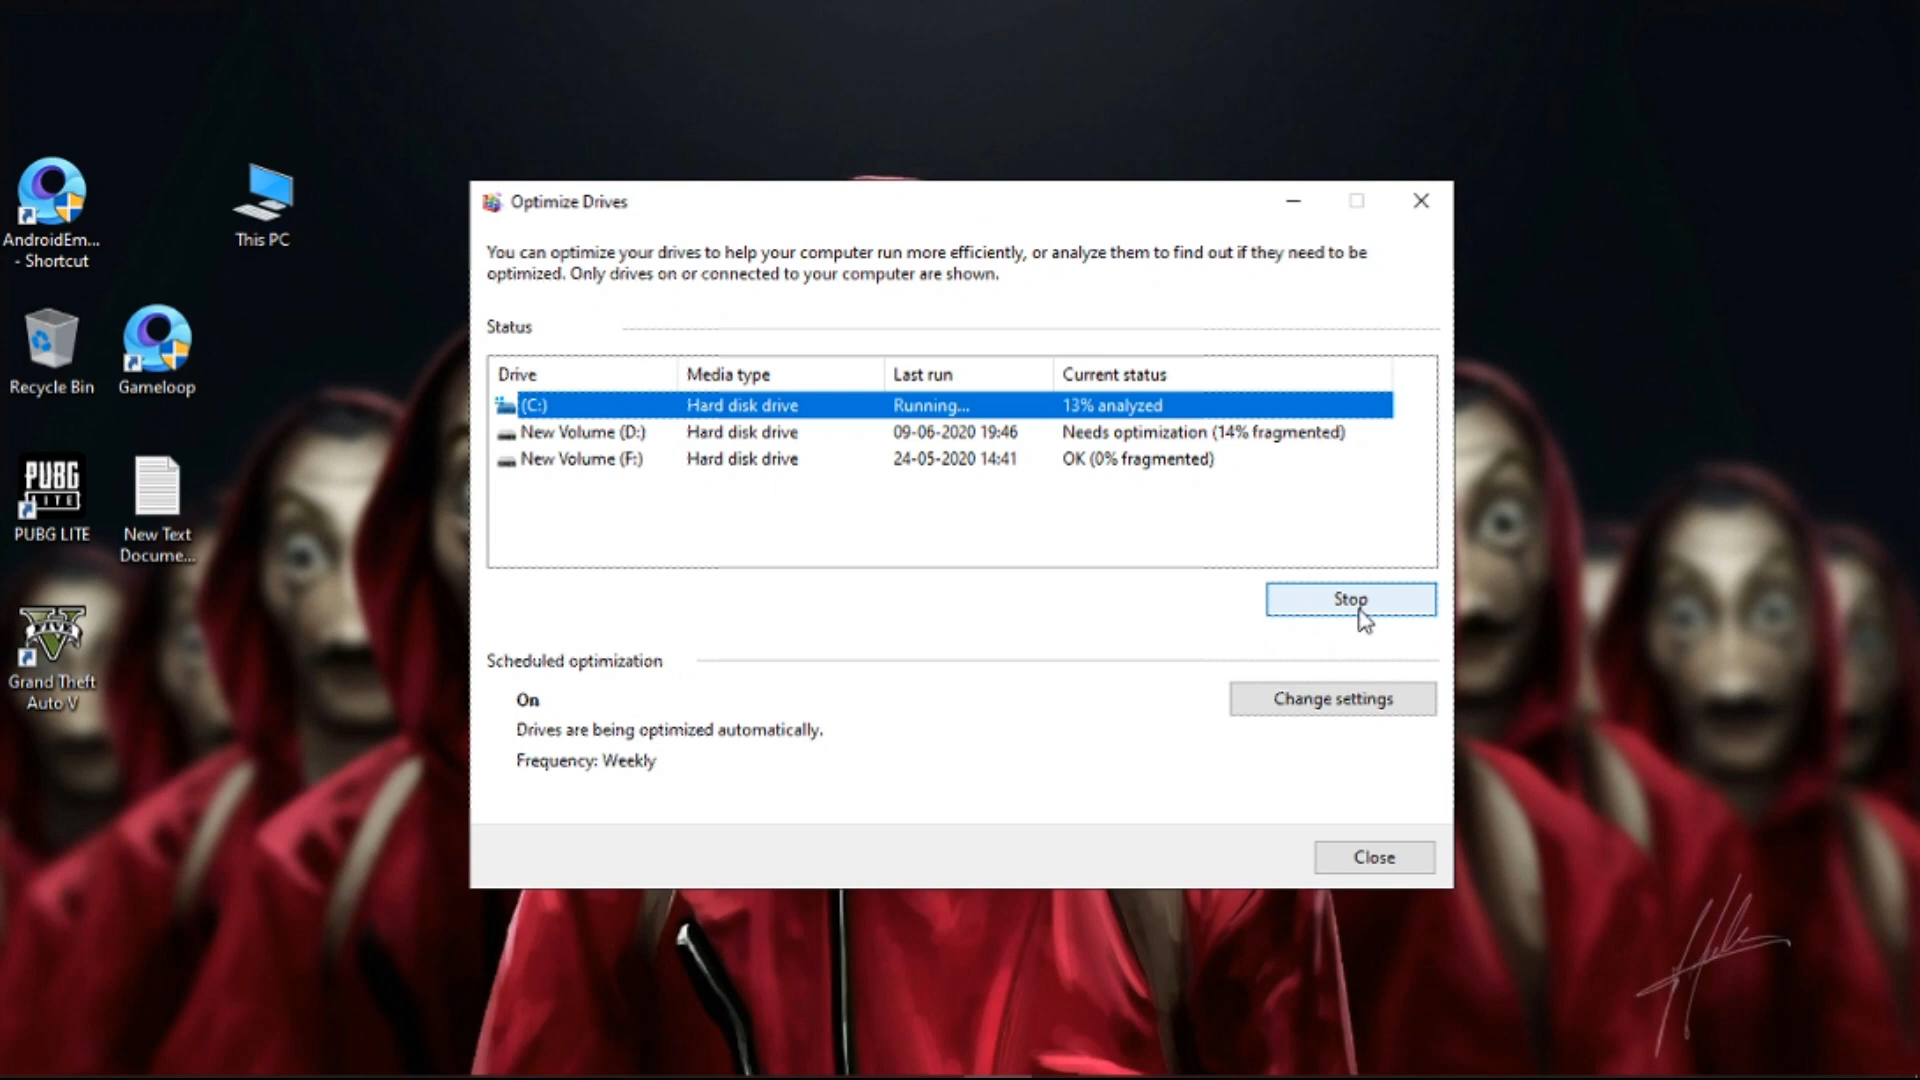 AndroidEm...
- Shortcut
This PC
Recycle Bin
Gameloop
PUBG
LITE
PUBG LITE
New Text
Docume...
V
FIVE
Grand Theft
Auto V
Optimize Drives
You can optimize your drives to help your computer run more efficiently, or analyze them to find out if they need to be
optimized. Only drives on or connected to your computer are shown.
Status
Drive Media type Last run Current status
(C:) Hard disk drive Running... 13% analyzed
New Volume (D:) Hard disk drive 09-06-2020 19:46 Needs optimization (14% fragmented)
New Volume (F:) Hard disk drive 24-05-2020 14:41 OK (0% fragmented)
Stop
Scheduled optimization
On
Change settings
Drives are being optimized automatically.
Frequency: Weekly
Close